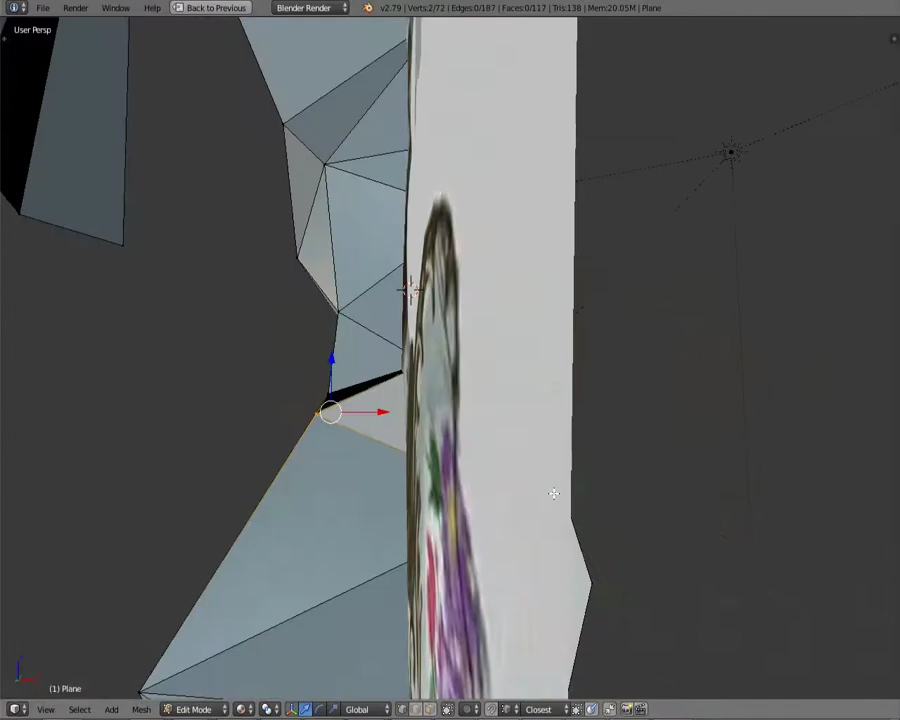 File Render Window Help Back to Previous Blender Render v2.79 | Verts:2/72 | Edges:0/187 | Faces:0/117 | Tris:138 | Mem:20.05M | Plane
User Persp
(1) Plane
View Select Add Mesh Edit Mode Global Closest